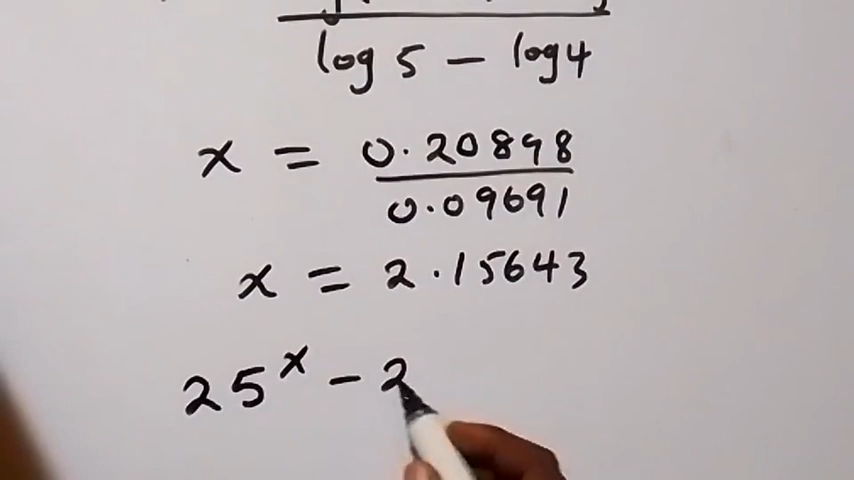 log 5 - log 4
x = 0.20898
0.09691
x = 2.15643
25^x - 2